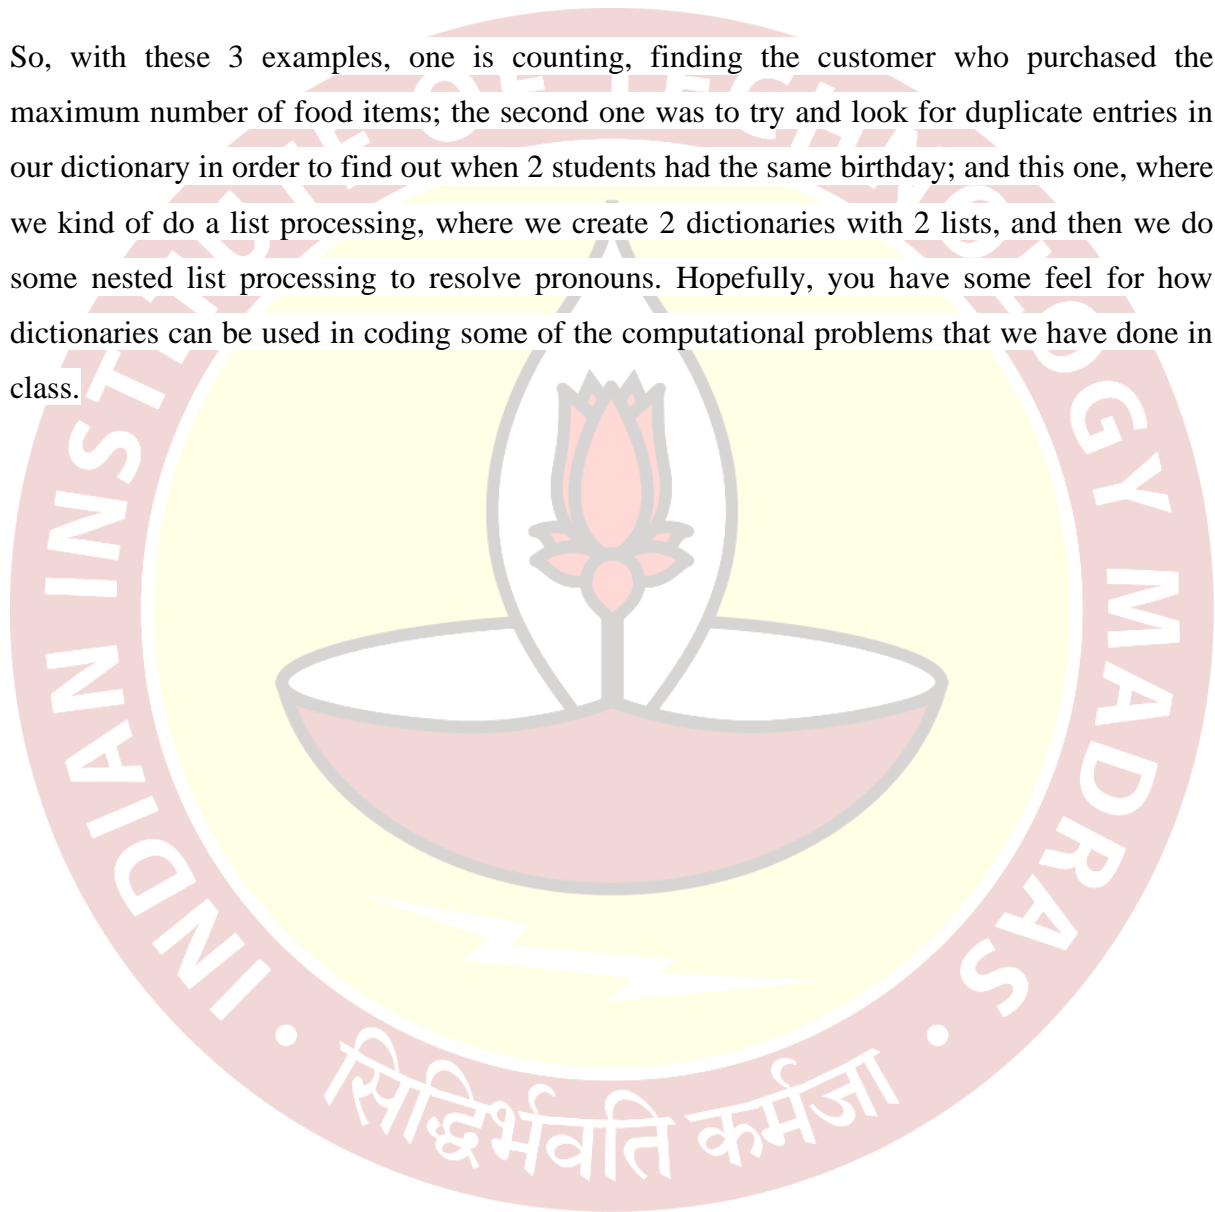 So, with these 3 examples, one is counting, finding the customer who purchased the
maximum number of food items; the second one was to try and look for duplicate entries in
our dictionary in order to find out when 2 students had the same birthday; and this one, where
we kind of do a list processing, where we create 2 dictionaries with 2 lists, and then we do
some nested list processing to resolve pronouns. Hopefully, you have some feel for how
dictionaries can be used in coding some of the computational problems that we have done in
class.
INDIAN INSTITUTE OF TECHNOLOGY MADRAS
सिद्धिर्भवति कर्मजा